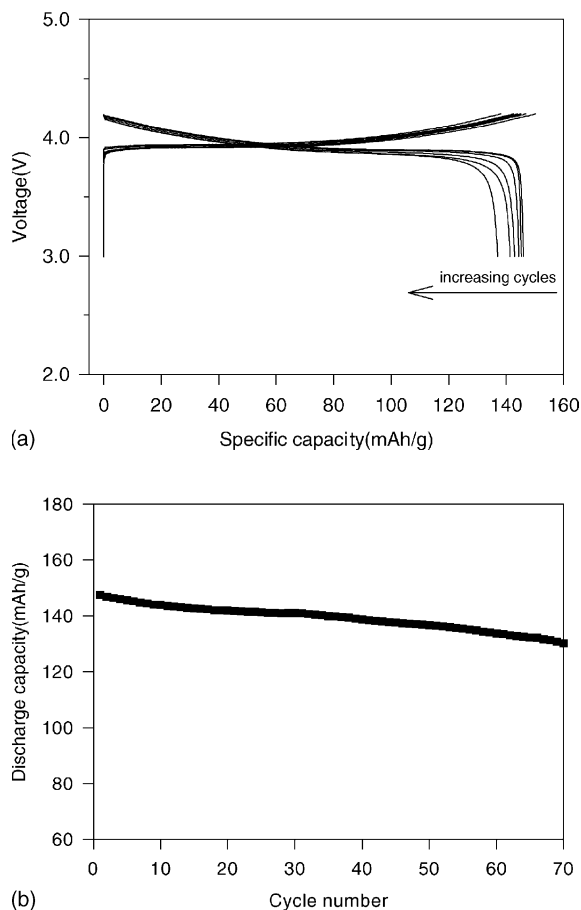 5.0
4.0
3.0
2.0
Voltage(V)
increasing cycles
0 20 40 60 80 100 120 140 160
(a) Specific capacity(mAh/g)
180
160
140
120
100
80
60
Discharge capacity(mAh/g)
0 10 20 30 40 50 60 70
(b) Cycle number